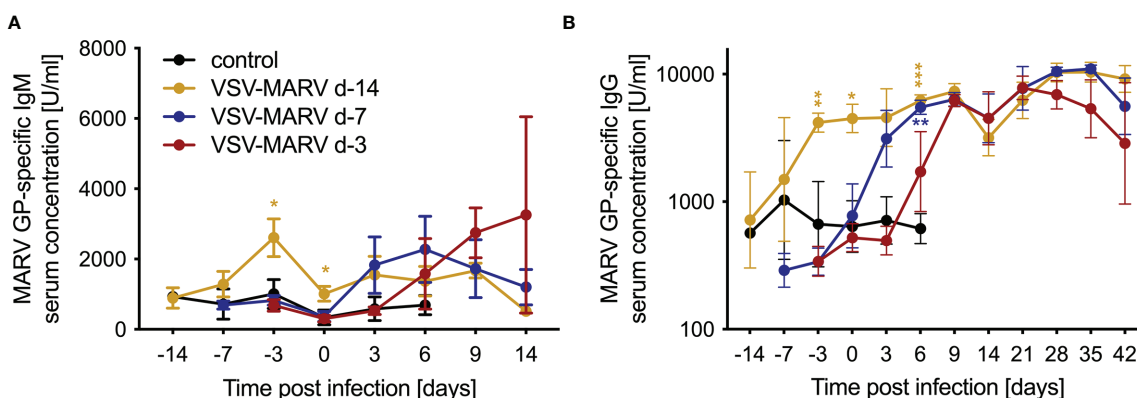 A
MARV GP-specific IgM
serum concentration [U/ml]
8000
6000
4000
2000
0
control
VSV-MARV d-14
VSV-MARV d-7
VSV-MARV d-3
*
*
-14 -7 -3 0 3 6 9 14
Time post infection [days]
B
MARV GP-specific IgG
serum concentration [U/ml]
10000
1000
100
**
*
***
**
-14 -7 -3 0 3 6 9 14 21 28 35 42
Time post infection [days]